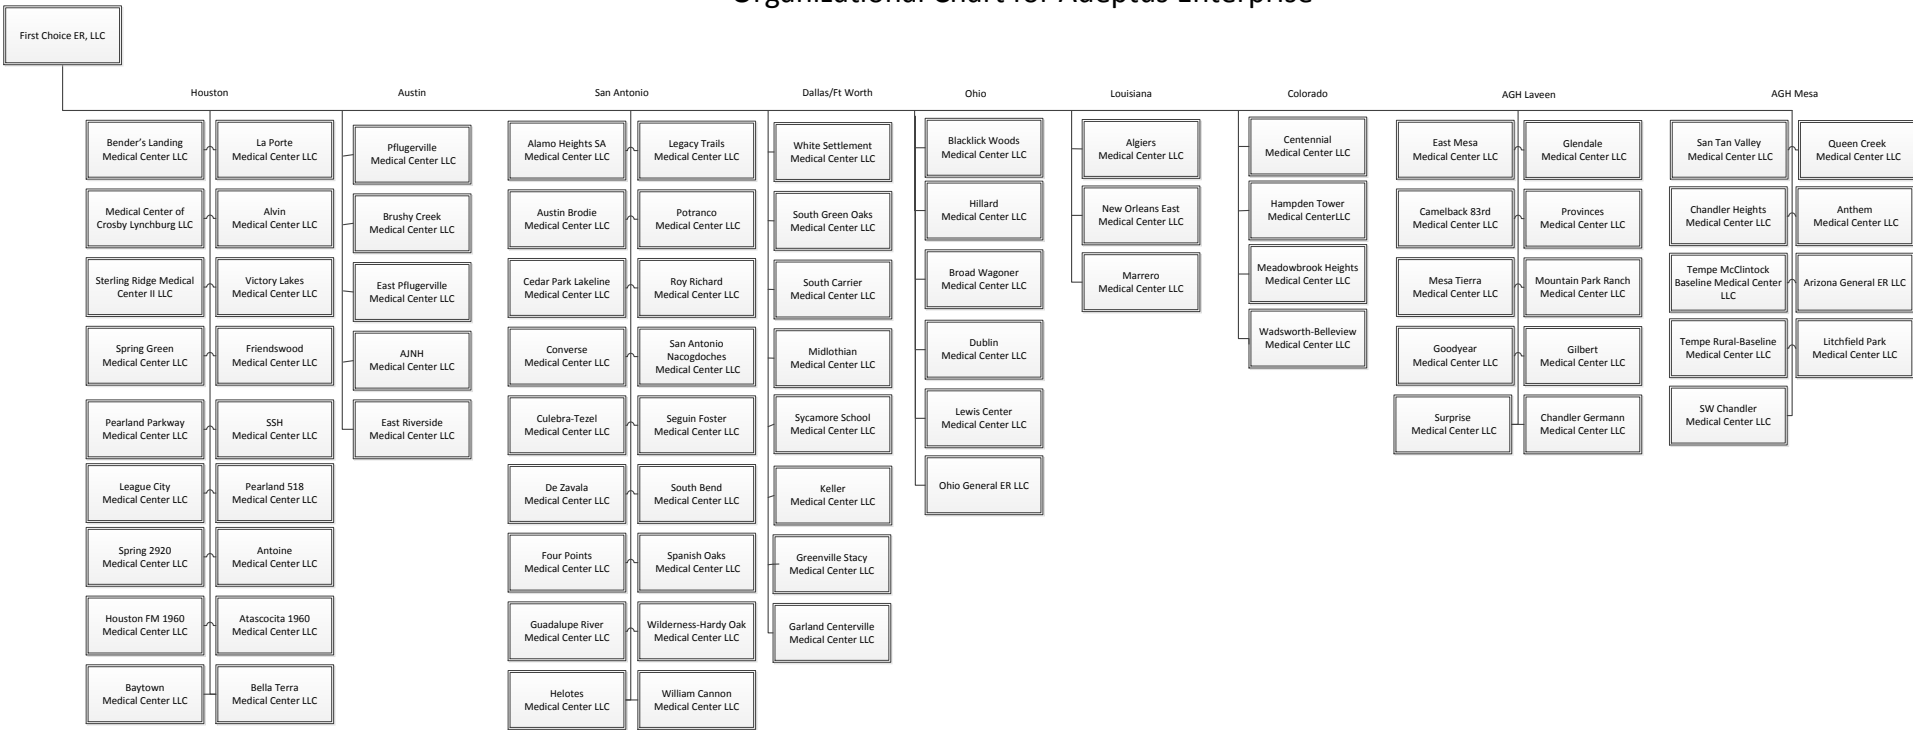 Organizational Chart for Adeptus Enterprise
First Choice ER, LLC
Houston
Austin
San Antonio
Dallas/Ft Worth
Ohio
Louisiana
Colorado
AGH Laveen
AGH Mesa
Bender's Landing
Medical Center LLC
La Porte
Medical Center LLC
Medical Center of
Crosby Lynchburg LLC
Alvin
Medical Center LLC
Sterling Ridge Medical
Center II LLC
Victory Lakes
Medical Center LLC
Spring Green
Medical Center LLC
Friendswood
Medical Center LLC
Pearland Parkway
Medical Center LLC
SSH
Medical Center LLC
League City
Medical Center LLC
Pearland 518
Medical Center LLC
Spring 2920
Medical Center LLC
Antoine
Medical Center LLC
Houston FM 1960
Medical Center LLC
Atascocita 1960
Medical Center LLC
Baytown
Medical Center LLC
Bella Terra
Medical Center LLC
Pflugerville
Medical Center LLC
Brushy Creek
Medical Center LLC
East Pflugerville
Medical Center LLC
AJNH
Medical Center LLC
East Riverside
Medical Center LLC
Alamo Heights SA
Medical Center LLC
Legacy Trails
Medical Center LLC
Austin Brodie
Medical Center LLC
Potranco
Medical Center LLC
Cedar Park Lakeline
Medical Center LLC
Roy Richard
Medical Center LLC
Converse
Medical Center LLC
San Antonio
Nacogdoches
Medical Center LLC
Culebra-Tezel
Medical Center LLC
Seguin Foster
Medical Center LLC
De Zavala
Medical Center LLC
South Bend
Medical Center LLC
Four Points
Medical Center LLC
Spanish Oaks
Medical Center LLC
Guadalupe River
Medical Center LLC
Wilderness-Hardy Oak
Medical Center LLC
Helotes
Medical Center LLC
William Cannon
Medical Center LLC
White Settlement
Medical Center LLC
South Green Oaks
Medical Center LLC
South Carrier
Medical Center LLC
Midlothian
Medical Center LLC
Sycamore School
Medical Center LLC
Keller
Medical Center LLC
Greenville Stacy
Medical Center LLC
Garland Centerville
Medical Center LLC
Blacklick Woods
Medical Center LLC
Hillard
Medical Center LLC
Broad Wagoner
Medical Center LLC
Dublin
Medical Center LLC
Lewis Center
Medical Center LLC
Ohio General ER LLC
Algiers
Medical Center LLC
New Orleans East
Medical Center LLC
Marrero
Medical Center LLC
Centennial
Medical Center LLC
Hampden Tower
Medical CenterLLC
Meadowbrook Heights
Medical Center LLC
Wadsworth-Belleview
Medical Center LLC
East Mesa
Medical Center LLC
Glendale
Medical Center LLC
Camelback 83rd
Medical Center LLC
Provinces
Medical Center LLC
Mesa Tierra
Medical Center LLC
Mountain Park Ranch
Medical Center LLC
Goodyear
Medical Center LLC
Gilbert
Medical Center LLC
Surprise
Medical Center LLC
Chandler Germann
Medical Center LLC
San Tan Valley
Medical Center LLC
Queen Creek
Medical Center LLC
Chandler Heights
Medical Center LLC
Anthem
Medical Center LLC
Tempe McClintock
Baseline Medical Center
LLC
Arizona General ER LLC
Tempe Rural-Baseline
Medical Center LLC
Litchfield Park
Medical Center LLC
SW Chandler
Medical Center LLC